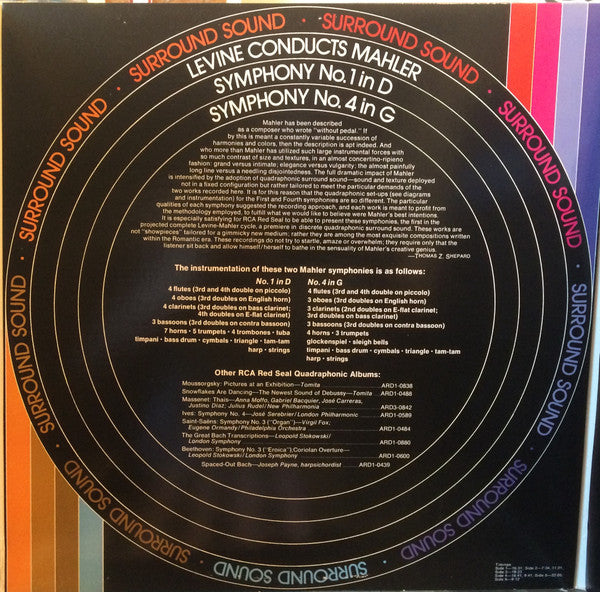 SURROUND SOUND · SURROUND SOUND · SURROUND SOUND · SURROUND SOUND · SURROUND SOUND · SURROUND SOUND · SURROUND SOUND · SURROUND SOUND · SURROUND SOUND · SURROUND SOUND ·
LEVINE CONDUCTS MAHLER
SYMPHONY No. 1 in D
SYMPHONY No. 4 in G
Mahler has been described
as a composer who wrote "without pedal." If
by this is meant a constantly variable succession of
harmonies and colors, then the description is apt indeed. And
who more than Mahler has utilized such large instrumental forces with
so much contrast of size and textures, in an almost concertino-ripieno
fashion: grand versus intimate; elegance versus vulgarity; the almost painfully
long line versus a needling disjointedness. The full dramatic impact of Mahler
is intensified by the adoption of quadraphonic surround sound—sound and texture deployed
not in a fixed configuration but rather tailored to meet the particular demands of the
two works recorded here. It is for this reason that the quadraphonic set-ups (see diagrams
and instrumentation) for the First and Fourth symphonies are so different. The particular
qualities of each symphony suggested the recording approach, and each work is meant to profit from
the methodology employed, to fulfill what we would like to believe were Mahler's best intentions.
It is especially satisfying for RCA Red Seal to be able to present these symphonies, the first in the
projected complete Levine-Mahler cycle, a premiere in discrete quadraphonic surround sound. These works are
not "showpieces" tailored for a gimmicky new medium; rather they are among the most exquisite compositions written
within the Romantic era. These recordings do not try to startle, amaze or overwhelm; they require only that the
listener sit back and allow himself/herself to bathe in the sensuality of Mahler's creative genius.
—THOMAS Z. SHEPARD
The instrumentation of these two Mahler symphonies is as follows:
No. 1 in D
4 flutes (3rd and 4th double on piccolo)
4 oboes (3rd doubles on English horn)
4 clarinets (3rd doubles on bass clarinet;
4th doubles on E-flat clarinet)
3 bassoons (3rd doubles on contra bassoon)
7 horns · 5 trumpets · 4 trombones · tuba
timpani · bass drum · cymbals · triangle · tam-tam
harp · strings
No. 4 in G
4 flutes (3rd and 4th double on piccolo)
3 oboes (3rd doubles on English horn)
3 clarinets (2nd doubles on E-flat clarinet;
3rd doubles on bass clarinet)
3 bassoons (3rd doubles on contra bassoon)
4 horns · 3 trumpets
glockenspiel · sleigh bells
timpani · bass drum · cymbals · triangle · tam-tam
harp · strings
Other RCA Red Seal Quadraphonic Albums:
Moussorgsky: Pictures at an Exhibition—Tomita ARD1-0838
Snowflakes Are Dancing—The Newest Sound of Debussy—Tomita ARD1-0488
Massenet: Thaïs—Anna Moffo, Gabriel Bacquier, José Carreras,
Justino Diaz; Julius Rudel/New Philharmonia ARD3-0842
Ives: Symphony No. 4—José Serebrier/London Philharmonic ARD1-0589
Saint-Saëns: Symphony No. 3 ("Organ")—Virgil Fox;
Eugene Ormandy/Philadelphia Orchestra ARD1-0484
The Great Bach Transcriptions—Leopold Stokowski/
London Symphony ARD1-0880
Beethoven: Symphony No. 3 ("Eroica"); Coriolan Overture—
Leopold Stokowski/London Symphony ARD1-0600
Spaced-Out Bach—Joseph Payne, harpsichordist ARD1-0439
Timings: